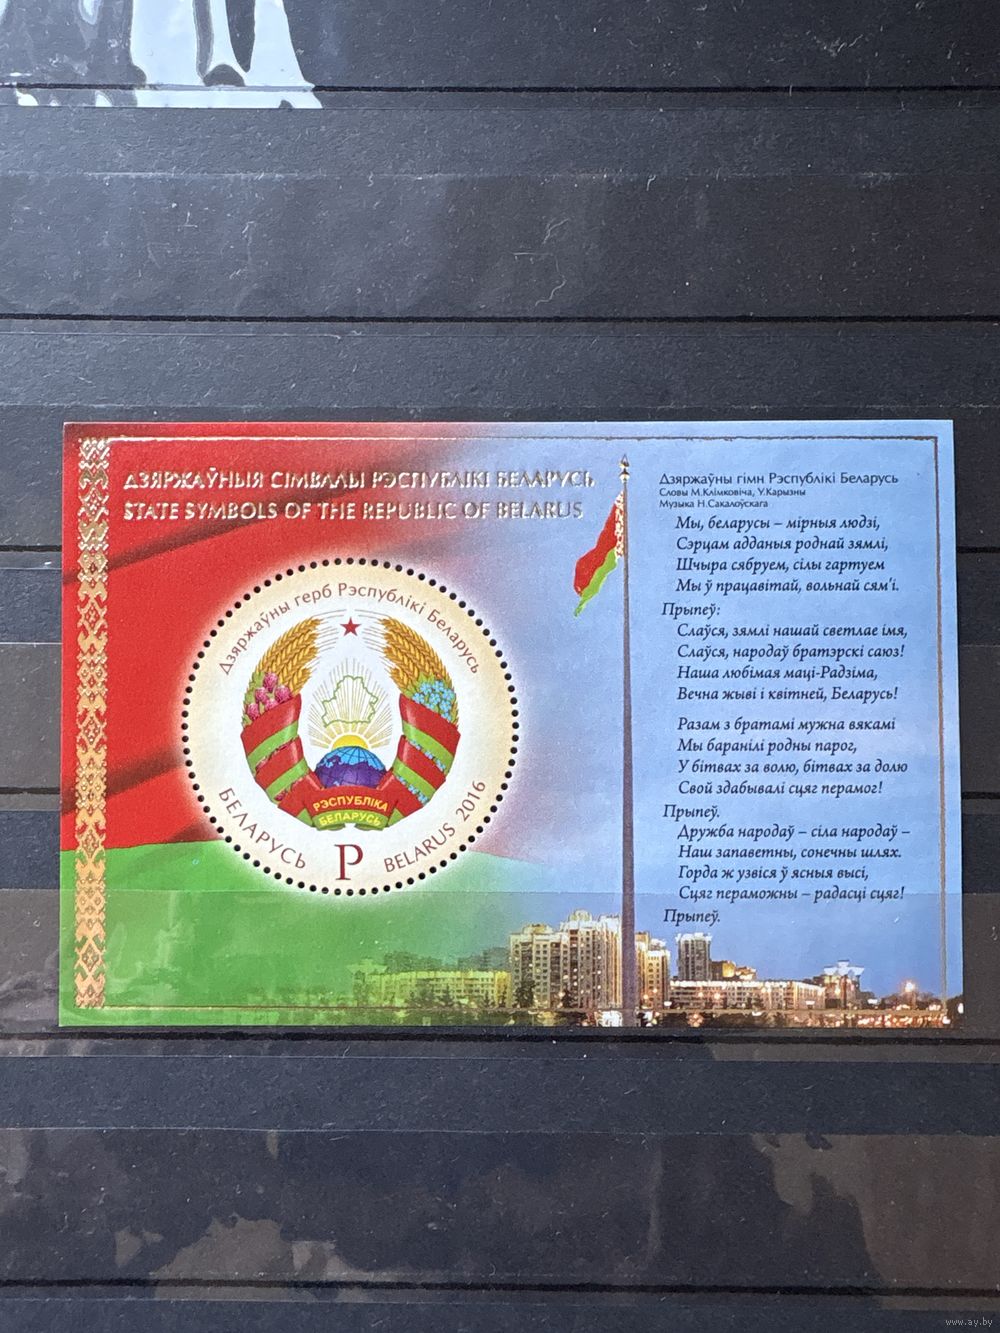 ДЗЯРЖАЎНЫЯ СІМВАЛЫ РЭСПУБЛІКІ БЕЛАРУСЬ
STATE SYMBOLS OF THE REPUBLIC OF BELARUS
Дзяржаўны герб Рэспублікі Беларусь
РЭСПУБЛІКА
БЕЛАРУСЬ
БЕЛАРУСЬ
P
BELARUS 2016
Дзяржаўны гімн Рэспублікі Беларусь
Словы М.Клімковіча, У.Карызны
Музыка Н.Сакалоўскага
Мы, беларусы – мірныя людзі,
Сэрцам адданыя роднай зямлі,
Шчыра сябруем, сілы гартуем
Мы ў працавітай, вольнай сям'і.
Прыпеў:
Слаўся, зямлі нашай светлае імя,
Слаўся, народаў братэрскі саюз!
Наша любімая маці-Радзіма,
Вечна жыві і квітней, Беларусь!
Разам з братамі мужна вякамі
Мы баранілі родны парог,
У бітвах за волю, бітвах за долю
Свой здабывалі сцяг перамог!
Прыпеў.
Дружба народаў – сіла народаў –
Наш запаветны, сонечны шлях.
Горда ж узвіся ў ясныя высі,
Сцяг пераможны – радасці сцяг!
Прыпеў.
www.ay.by